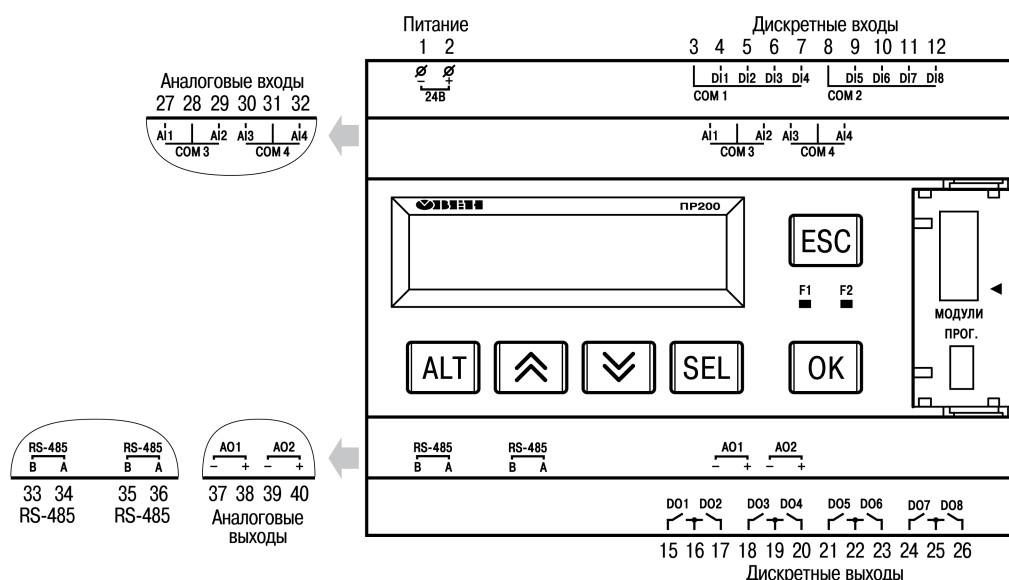 Питание
1 2
– +
24В
Дискретные входы
3 4 5 6 7 8 9 10 11 12
DI1 DI2 DI3 DI4 DI5 DI6 DI7 DI8
COM 1 COM 2
Аналоговые входы
27 28 29 30 31 32
AI1 AI2 AI3 AI4
COM 3 COM 4
AI1 AI2 AI3 AI4
COM 3 COM 4
ОВЕН ПР200
ESC
F1 F2
МОДУЛИ
ПРОГ.
ALT SEL OK
RS-485 RS-485
B A B A
33 34 35 36
RS-485 RS-485
AO1 AO2
– + – +
37 38 39 40
Аналоговые
выходы
RS-485 RS-485 AO1 AO2
B A B A – + – +
DO1 DO2 DO3 DO4 DO5 DO6 DO7 DO8
15 16 17 18 19 20 21 22 23 24 25 26
Дискретные выходы